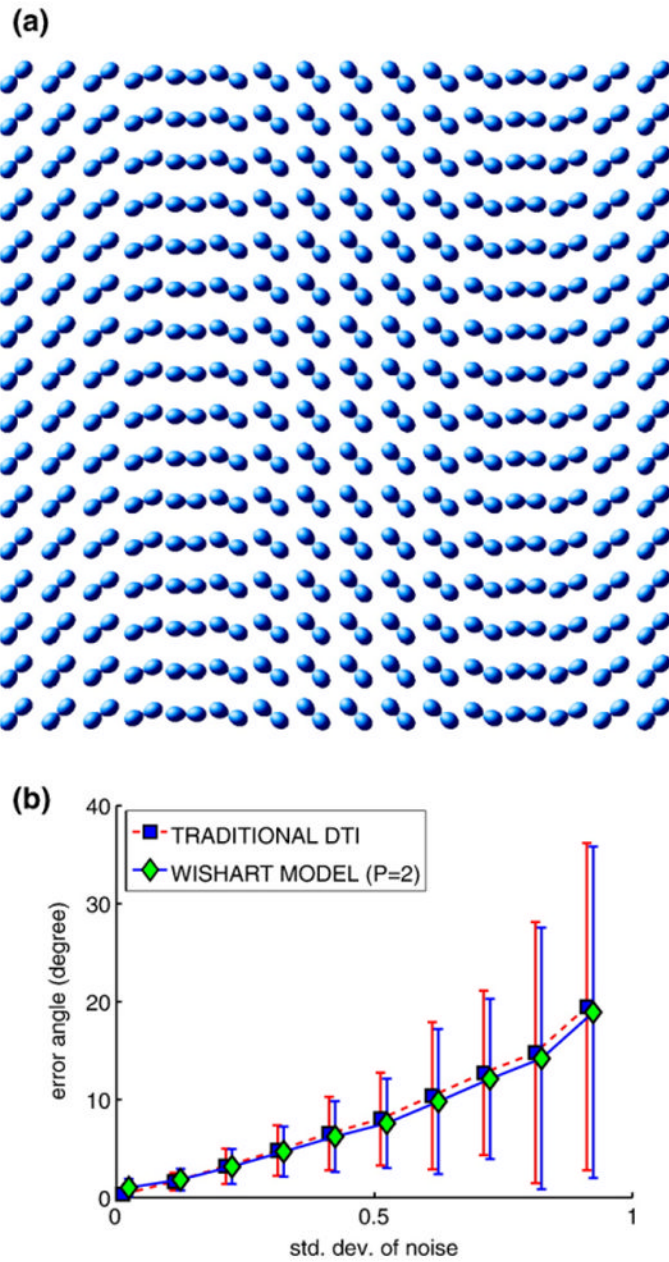 (a)
(b)
40
30
20
10
0
TRADITIONAL DTI
WISHART MODEL (P=2)
error angle (degree)
0
0.5
1
std. dev. of noise